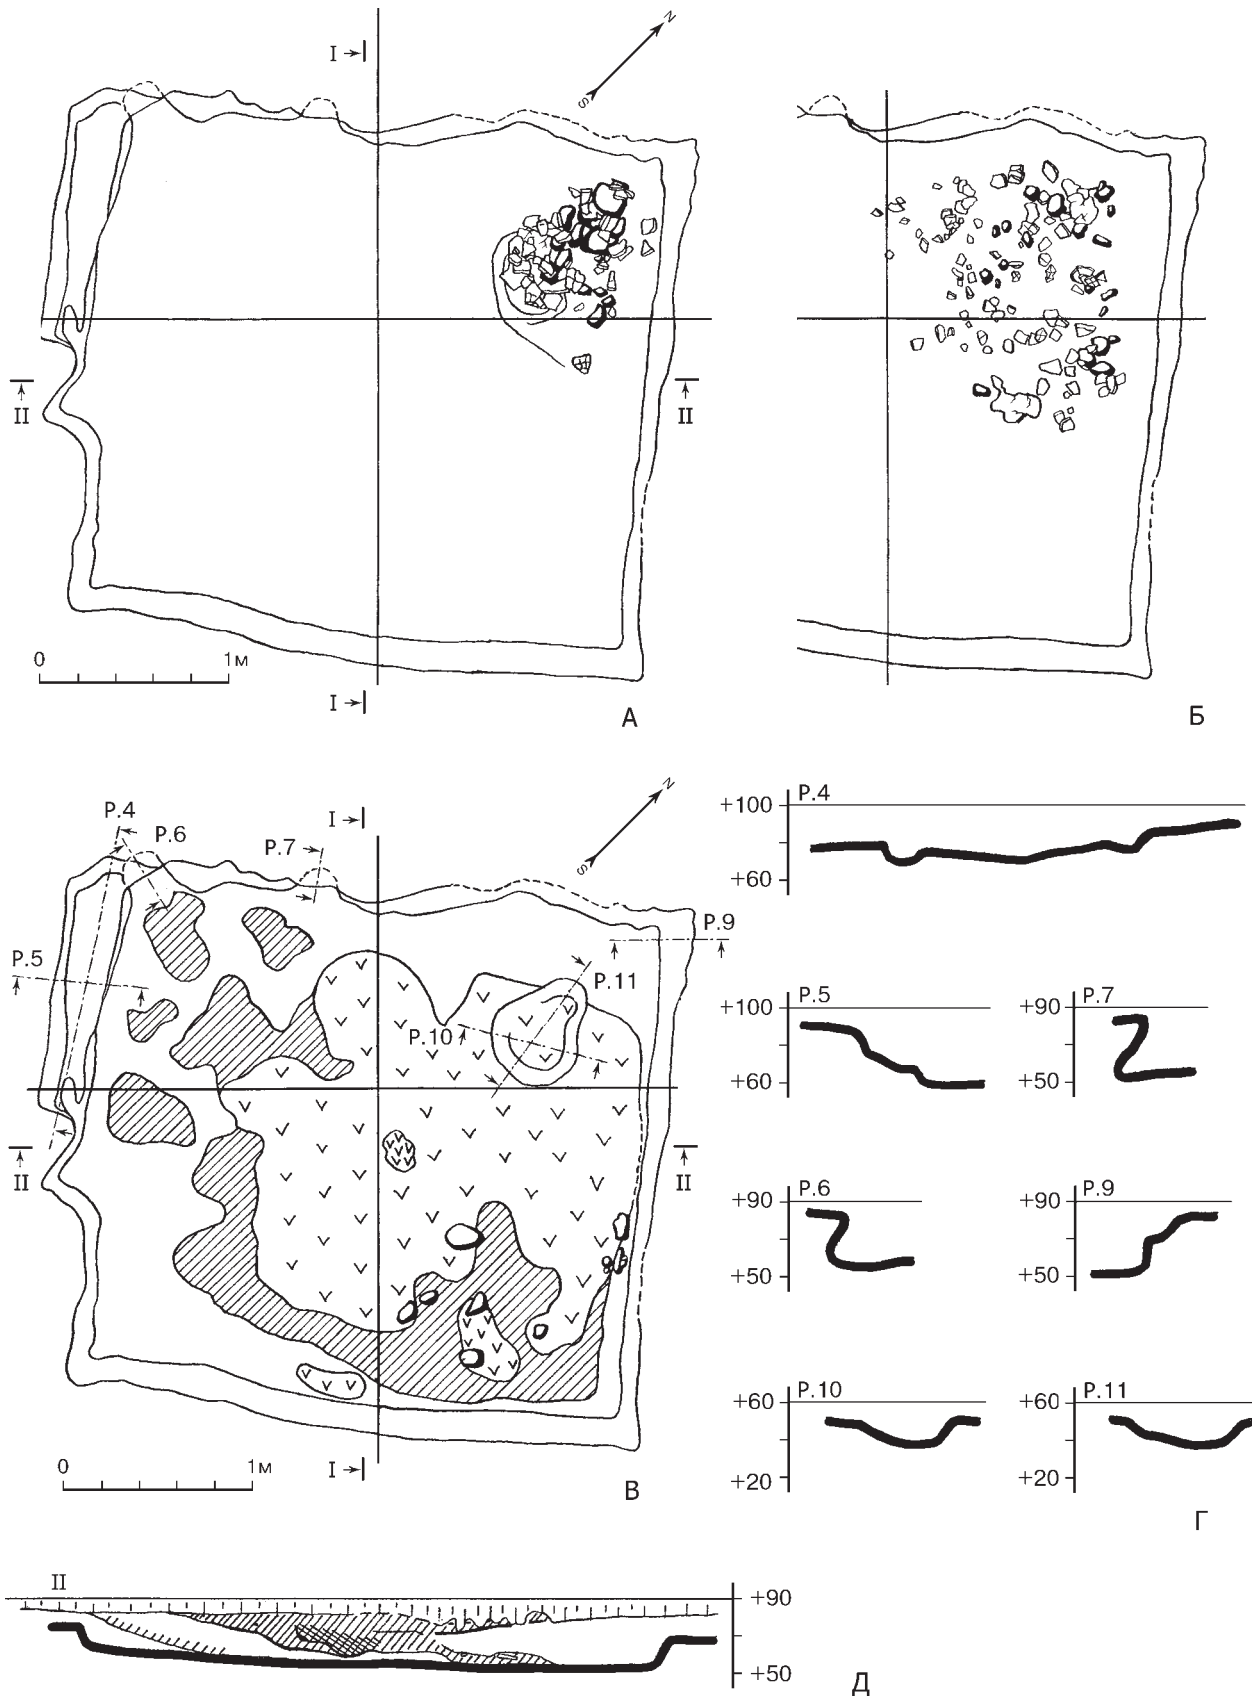 I
N
S
II
II
0 1м
I
А
Б
N
S
P.4
P.6
I
P.7
P.9
P.5
P.11
P.10
II
II
0 1м
I
В
+100 P.4
+60
+100 P.5
+60
+90 P.7
+50
+90 P.6
+50
+90 P.9
+50
+60 P.10
+20
+60 P.11
+20
Г
II
+90
+50
Д